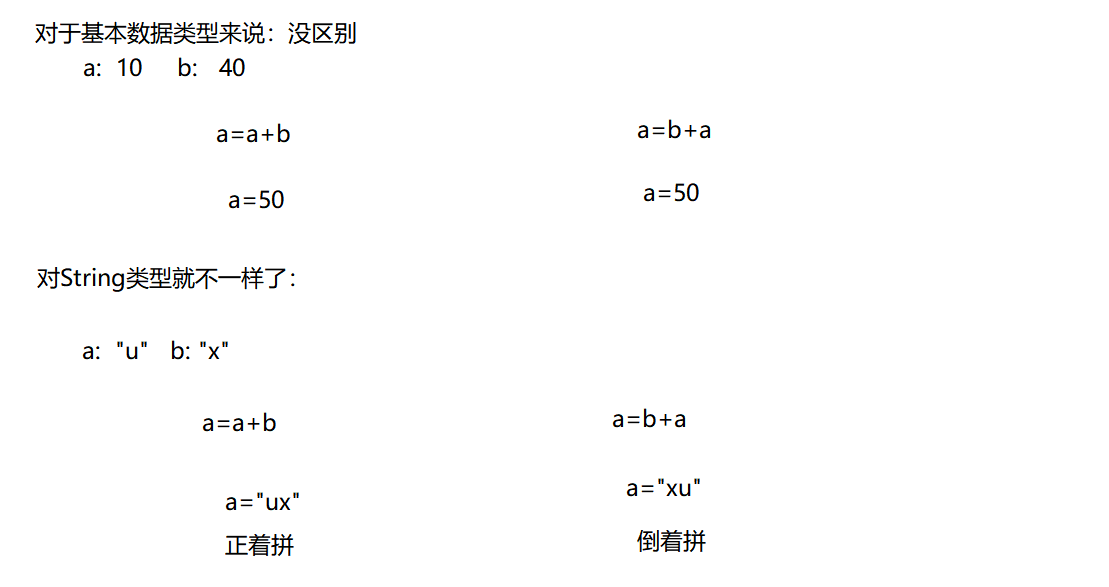 对于基本数据类型来说：没区别
a: 10 b: 40
a=a+b a=b+a
a=50 a=50
对String类型就不一样了：
a: "u" b: "x"
a=a+b a=b+a
a="ux" a="xu"
正着拼 倒着拼